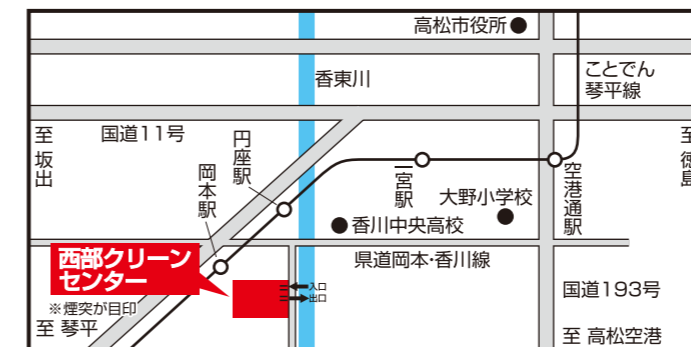 高松市役所
香東川
ことでん
琴平線
国道11号
至 坂出
至 徳島
円座駅
岡本駅
一宮駅
空港通駅
大野小学校
香川中央高校
県道岡本・香川線
西部クリーン
センター
入口
出口
※煙突が目印
国道193号
至 琴平
至 高松空港